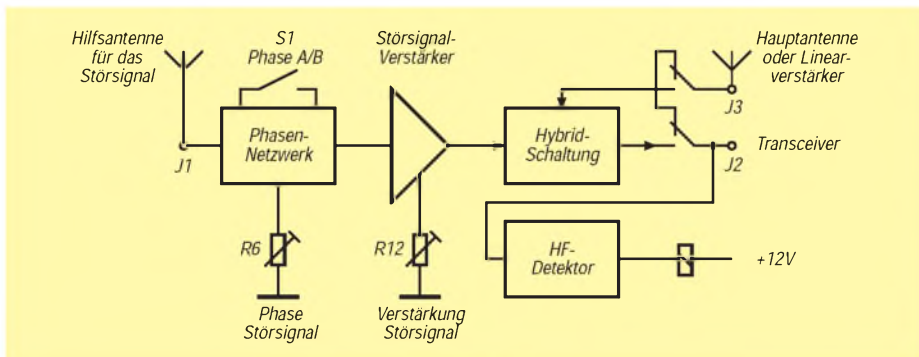 Hilfsantenne
für das
Störsignal
S1
Phase A/B
Störsignal-
Verstärker
Hauptantenne
oder Linear-
verstärker
J3
J1
Phasen-
Netzwerk
Hybrid-
Schaltung
J2
Transceiver
R6
R12
HF-
Detektor
+12V
Phase
Störsignal
Verstärkung
Störsignal